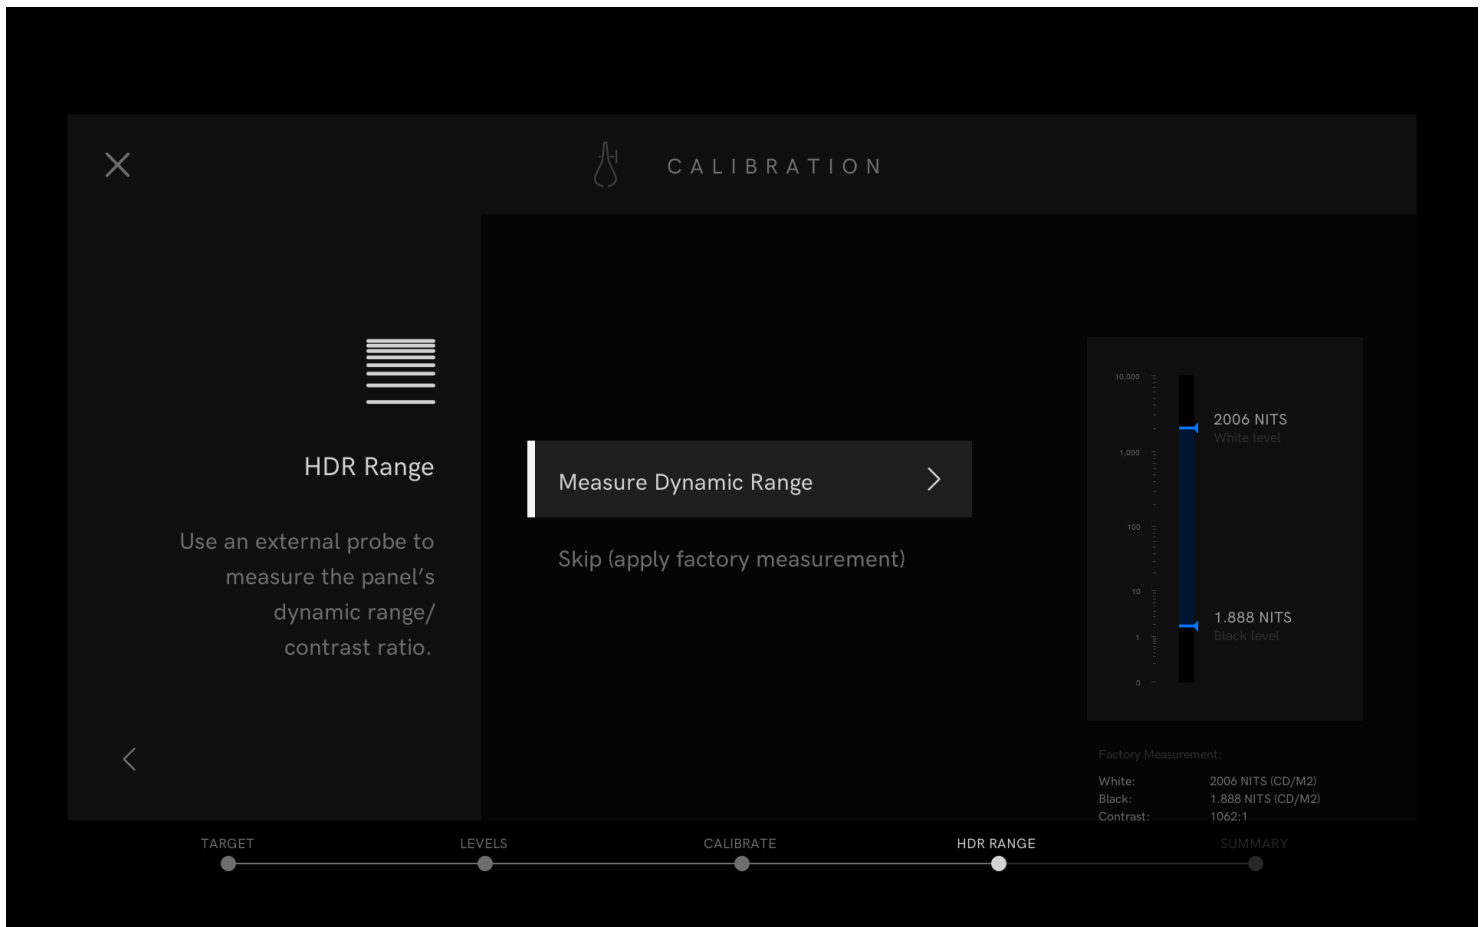 CALIBRATION
HDR Range
Use an external probe to
measure the panel's
dynamic range/
contrast ratio.
Measure Dynamic Range
Skip (apply factory measurement)
10,000
1,000
100
10
1
0
2006 NITS
White level
1.888 NITS
Black level
Factory Measurement:
White: 2006 NITS (CD/M2)
Black: 1.888 NITS (CD/M2)
Contrast: 1062:1
TARGET
LEVELS
CALIBRATE
HDR RANGE
SUMMARY